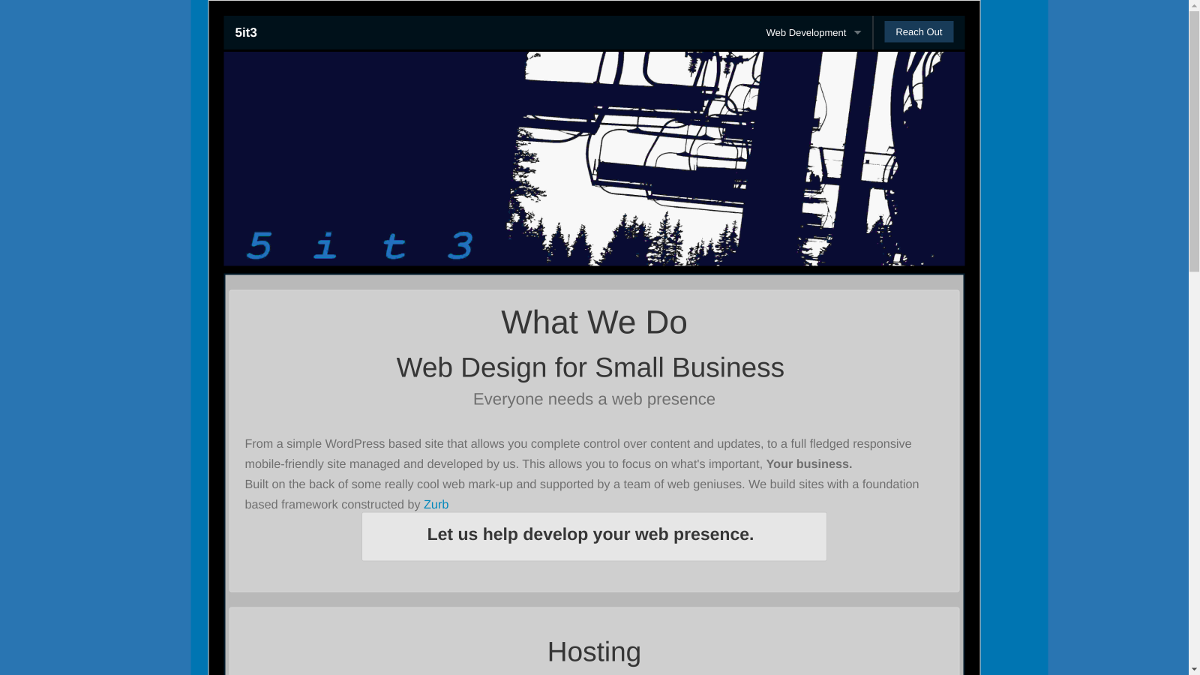 5it3
Web Development
Reach Out
5 i t 3
What We Do
Web Design for Small Business
Everyone needs a web presence
From a simple WordPress based site that allows you complete control over content and updates, to a full fledged responsive
mobile-friendly site managed and developed by us. This allows you to focus on what's important, Your business.
Built on the back of some really cool web mark-up and supported by a team of web geniuses. We build sites with a foundation
based framework constructed by Zurb
Let us help develop your web presence.
Hosting